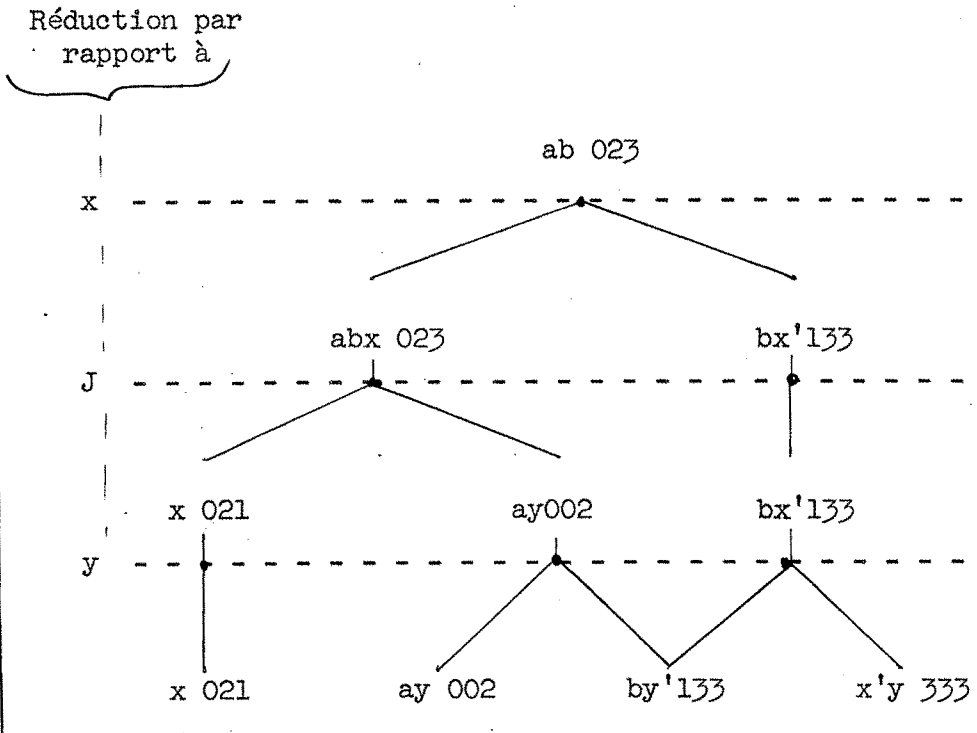 Réduction par
rapport à
ab 023
x
abx 023 bx'133
J
x 021 ay002 bx'133
y
x 021 ay 002 by'133 x'y 333